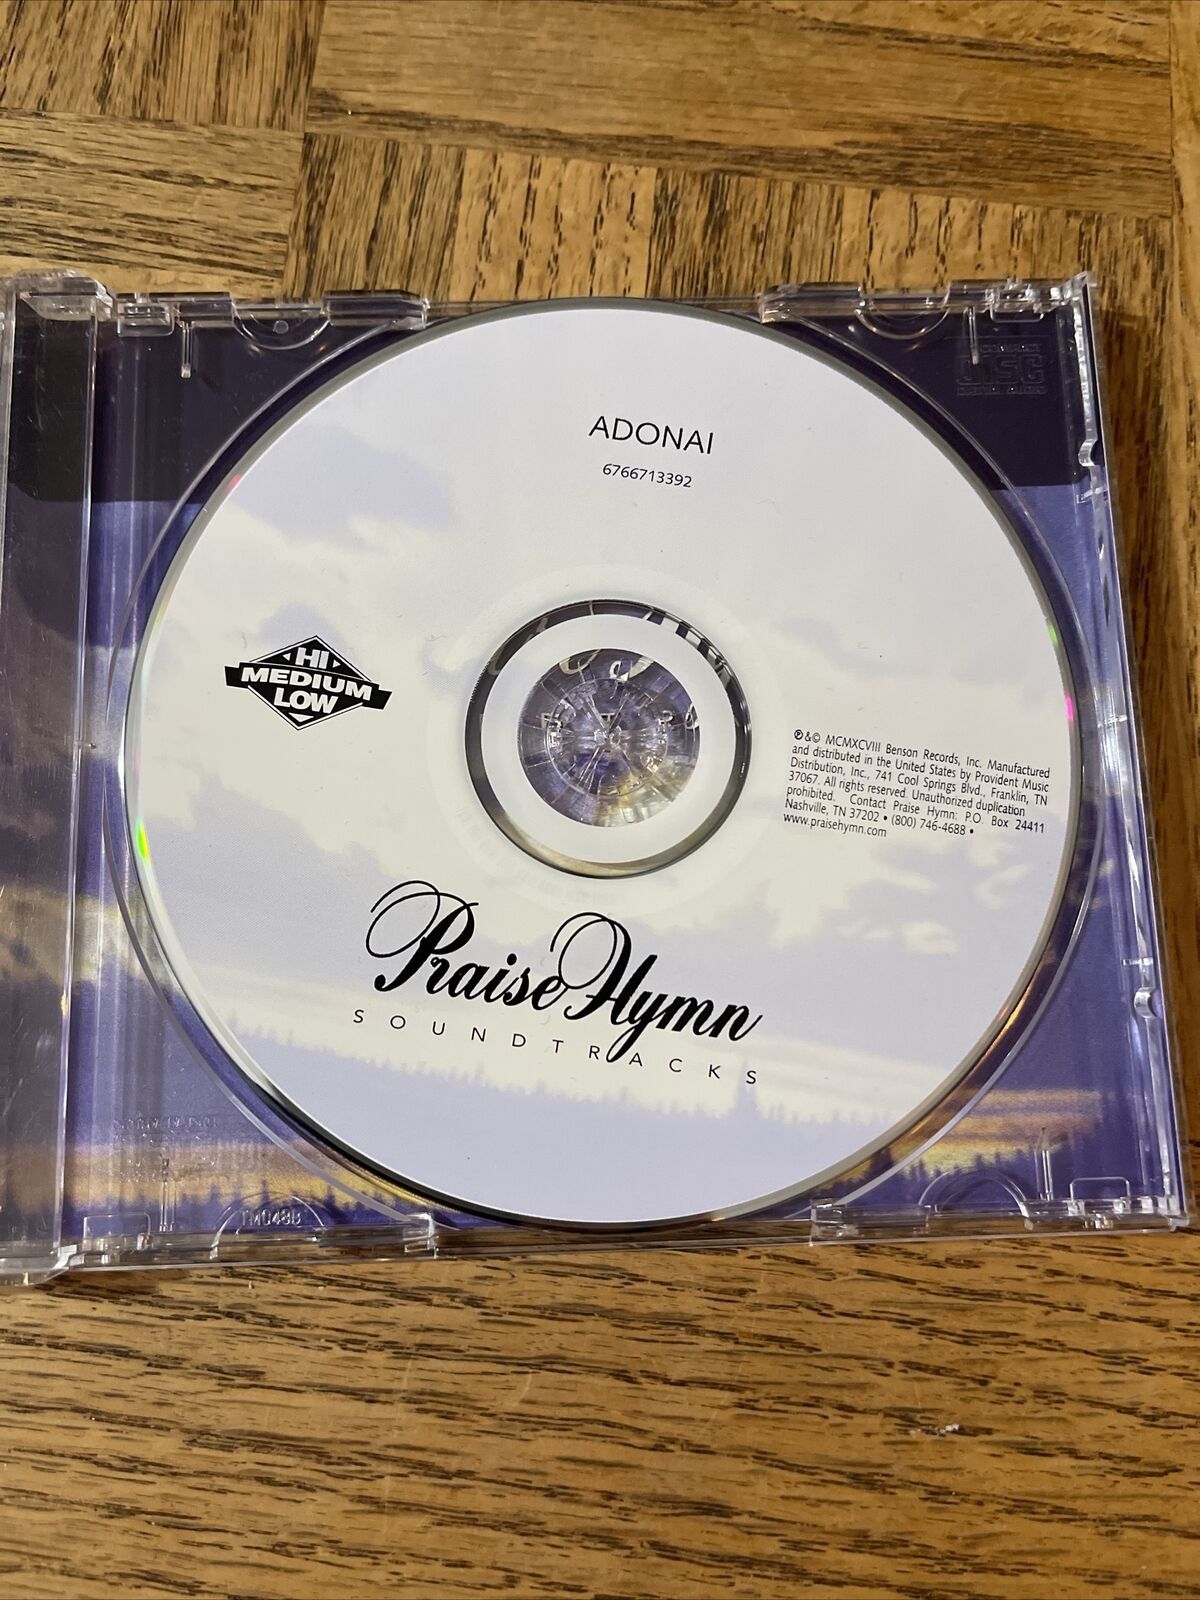 ADONAI
6766713392
HI
MEDIUM
LOW
℗ & © MCMXCVIII Benson Records, Inc. Manufactured
and distributed in the United States by Provident Music
Distribution, Inc., 741 Cool Springs Blvd., Franklin, TN
37067. All rights reserved. Unauthorized duplication
prohibited. Contact Praise Hymn: P.O. Box 24411
Nashville, TN 37202 • (800) 746-4688 •
www.praisehymn.com
Praise Hymn
SOUNDTRACKS
COMPACT
disc